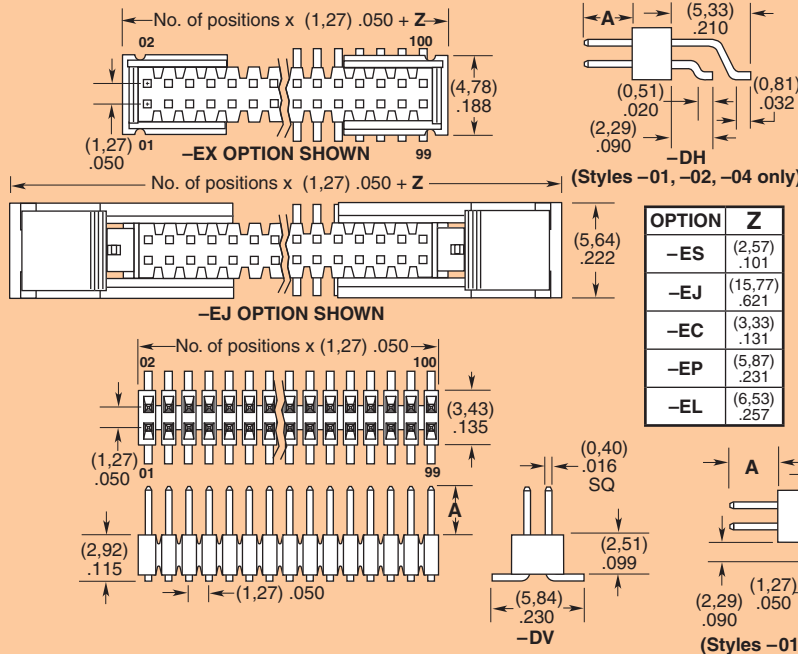 No. of positions x (1,27) .050 + Z
02
100
(4,78)
.188
(1,27)
.050
01
99
–EX OPTION SHOWN
A
(5,33)
.210
(0,51)
.020
(0,81)
.032
(2,29)
.090
–DH
(Styles –01, –02, –04 only)
No. of positions x (1,27) .050 + Z
(5,64)
.222
–EJ OPTION SHOWN
OPTION Z
–ES (2,57) .101
–EJ (15,77) .621
–EC (3,33) .131
–EP (5,87) .231
–EL (6,53) .257
No. of positions x (1,27) .050
02
100
(3,43)
.135
(1,27)
.050
01
99
A
(2,92)
.115
(1,27) .050
(0,40)
.016
SQ
(2,51)
.099
(5,84)
.230
–DV
A
(2,29)
.090
(1,27)
.050
(Styles –01